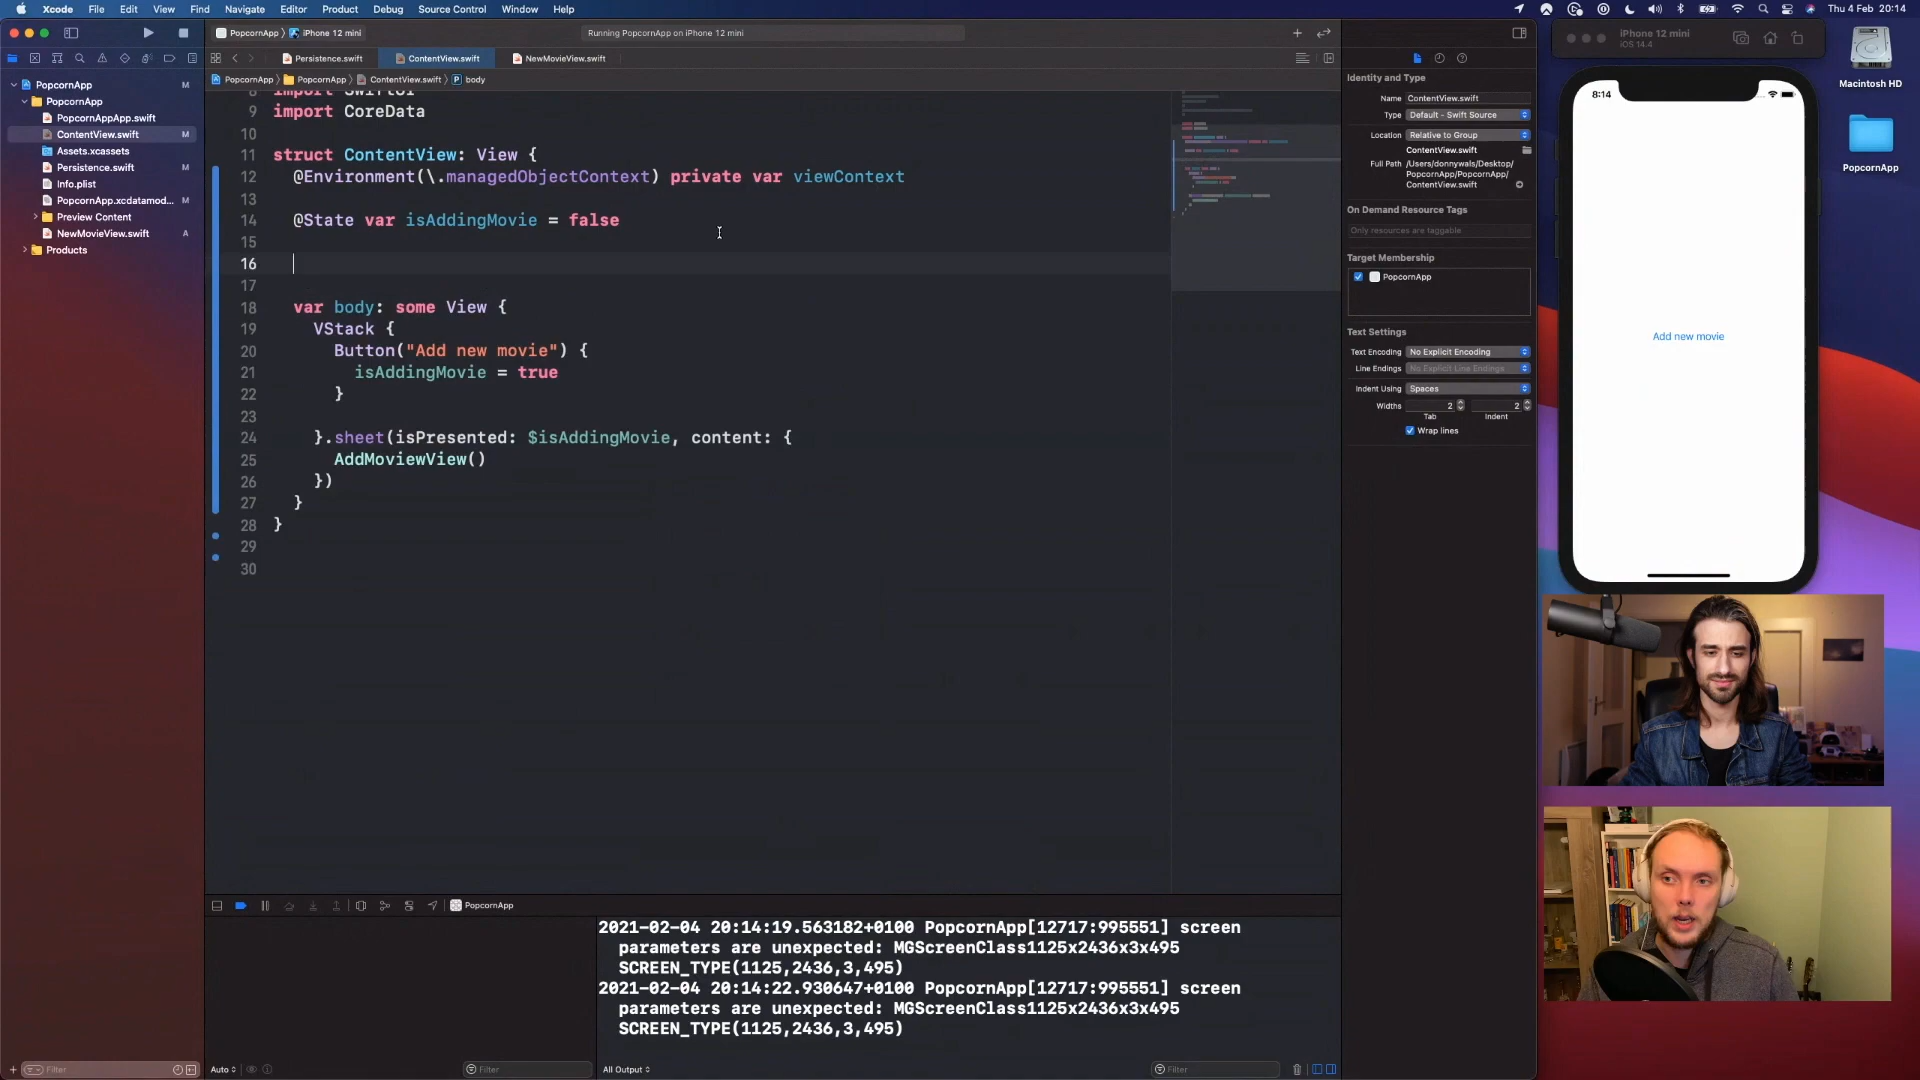 Xcode File Edit View Find Navigate Editor Product Debug Source Control Window Help Thu 4 Feb 20:14
PopcornApp iPhone 12 mini Running PopcornApp on iPhone 12 mini
Persistence.swift ContentView.swift NewMovieView.swift
PopcornApp PopcornApp ContentView.swift P body
PopcornApp M
PopcornApp
PopcornAppApp.swift
ContentView.swift M
Assets.xcassets
Persistence.swift M
Info.plist
PopcornApp.xcdatamod... M
Preview Content
NewMovieView.swift A
Products
import SwiftUI
9 import CoreData
10
11 struct ContentView: View {
12 @Environment(\.managedObjectContext) private var viewContext
13
14 @State var isAddingMovie = false
15
16
17
18 var body: some View {
19 VStack {
20 Button("Add new movie") {
21 isAddingMovie = true
22 }
23
24 }.sheet(isPresented: $isAddingMovie, content: {
25 AddMoviewView()
26 })
27 }
28 }
29
30
Identity and Type
Name ContentView.swift
Type Default - Swift Source
Location Relative to Group
ContentView.swift
Full Path /Users/donnywals/Desktop/
PopcornApp/PopcornApp/
ContentView.swift
On Demand Resource Tags
Only resources are taggable
Target Membership
PopcornApp
Text Settings
Text Encoding No Explicit Encoding
Line Endings No Explicit Line Endings
Indent Using Spaces
Widths 2 2
Tab Indent
Wrap lines
iPhone 12 mini
iOS 14.4
8:14
Add new movie
Macintosh HD
PopcornApp
PopcornApp
2021-02-04 20:14:19.563182+0100 PopcornApp[12717:995551] screen
parameters are unexpected: MGScreenClass1125x2436x3x495
SCREEN_TYPE(1125,2436,3,495)
2021-02-04 20:14:22.930647+0100 PopcornApp[12717:995551] screen
parameters are unexpected: MGScreenClass1125x2436x3x495
SCREEN_TYPE(1125,2436,3,495)
Filter Auto Filter All Output Filter